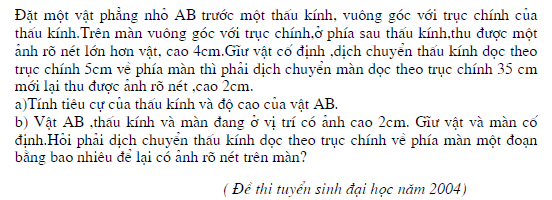 Đặt một vật phẳng nhỏ AB trước một thấu kính, vuông góc với trục chính của
thấu kính.Trên màn vuông góc với trục chính,ở phía sau thấu kính,thu được một
ảnh rõ nét lớn hơn vật, cao 4cm.Giư vật cố định ,dịch chuyển thấu kính dọc theo
trục chính 5cm về phía màn thì phải dịch chuyển màn dọc theo trục chính 35 cm
mới lại thu được ảnh rõ nét ,cao 2cm.
a)Tính tiêu cự của thấu kính và độ cao của vật AB.
b) Vật AB ,thấu kính và màn đang ở vị trí có ảnh cao 2cm. Giư vật và màn cố
định.Hỏi phải dịch chuyển thấu kính dọc theo trục chính về phía màn một đoạn
bằng bao nhiêu để lại có ảnh rõ nét trên màn?
( Đề thi tuyển sinh đại học năm 2004)